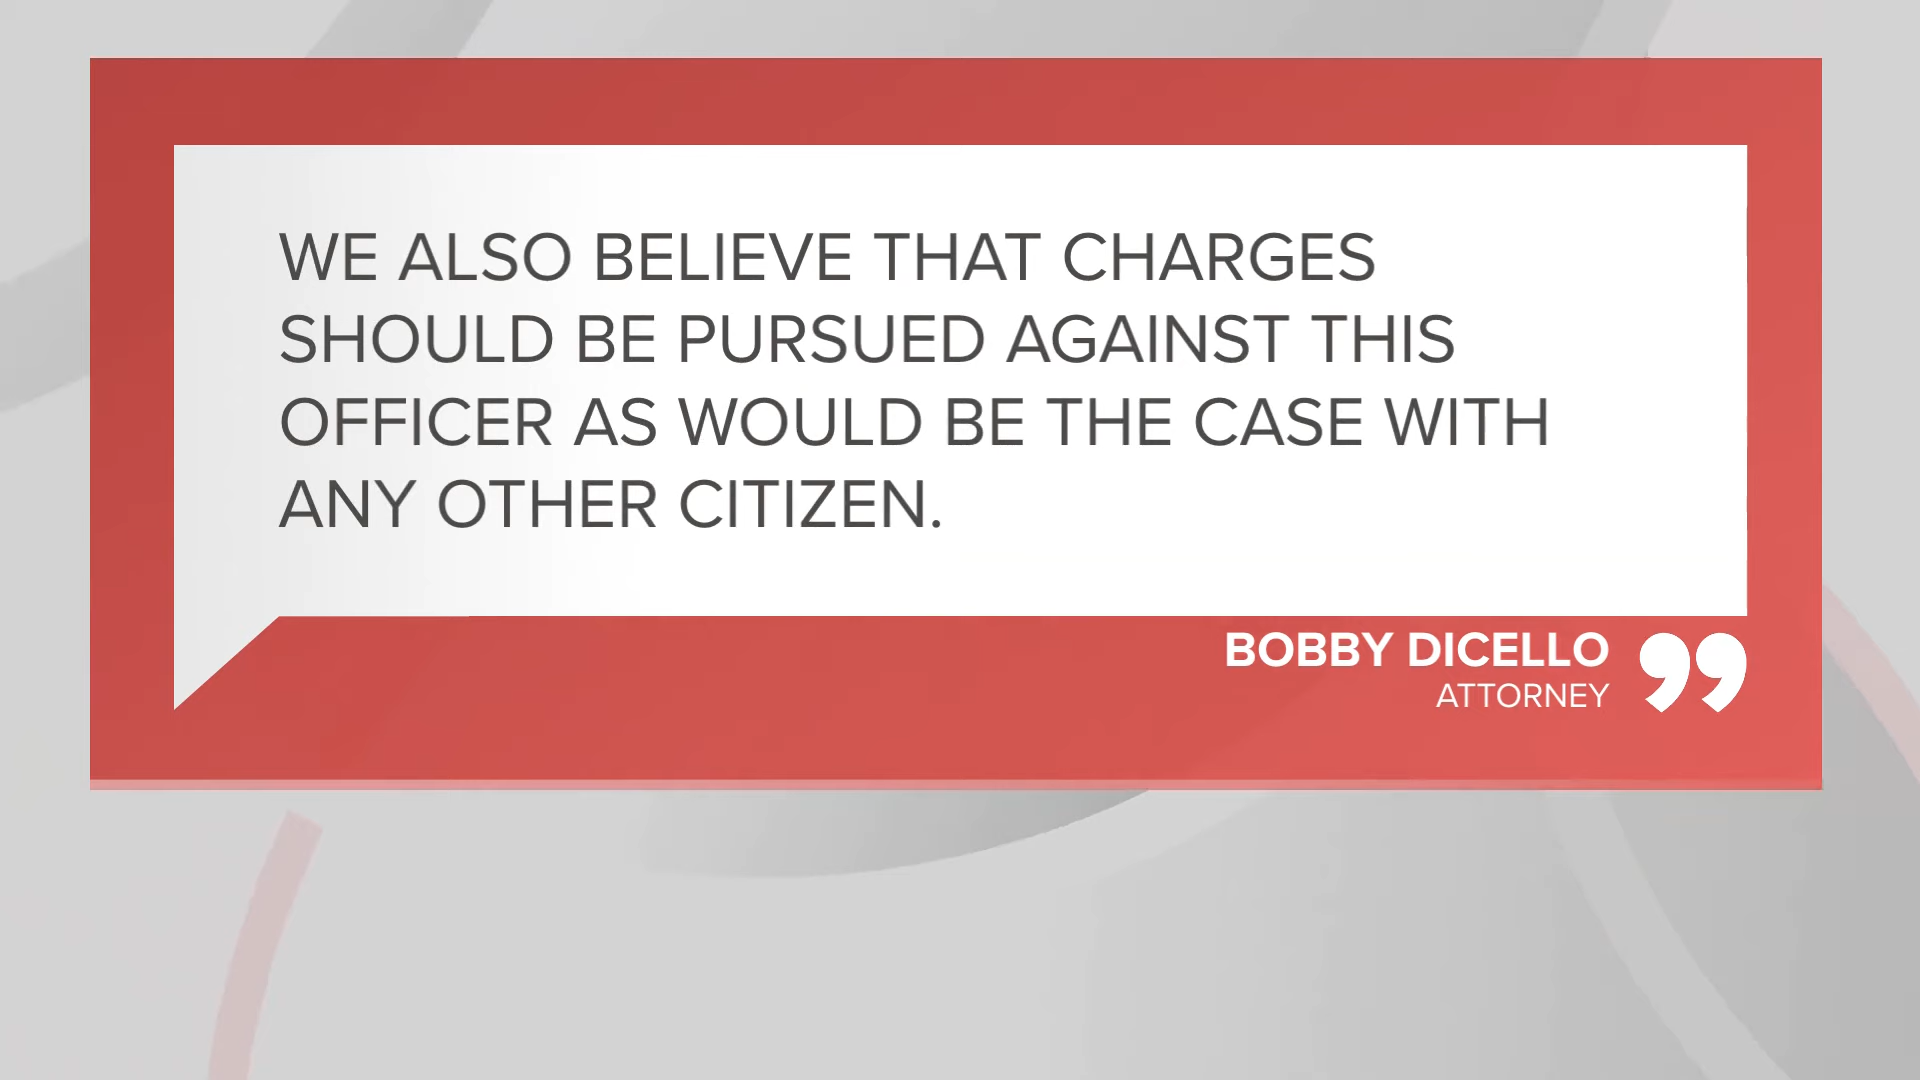 WE ALSO BELIEVE THAT CHARGES
SHOULD BE PURSUED AGAINST THIS
OFFICER AS WOULD BE THE CASE WITH
ANY OTHER CITIZEN.
BOBBY DICELLO
ATTORNEY
”